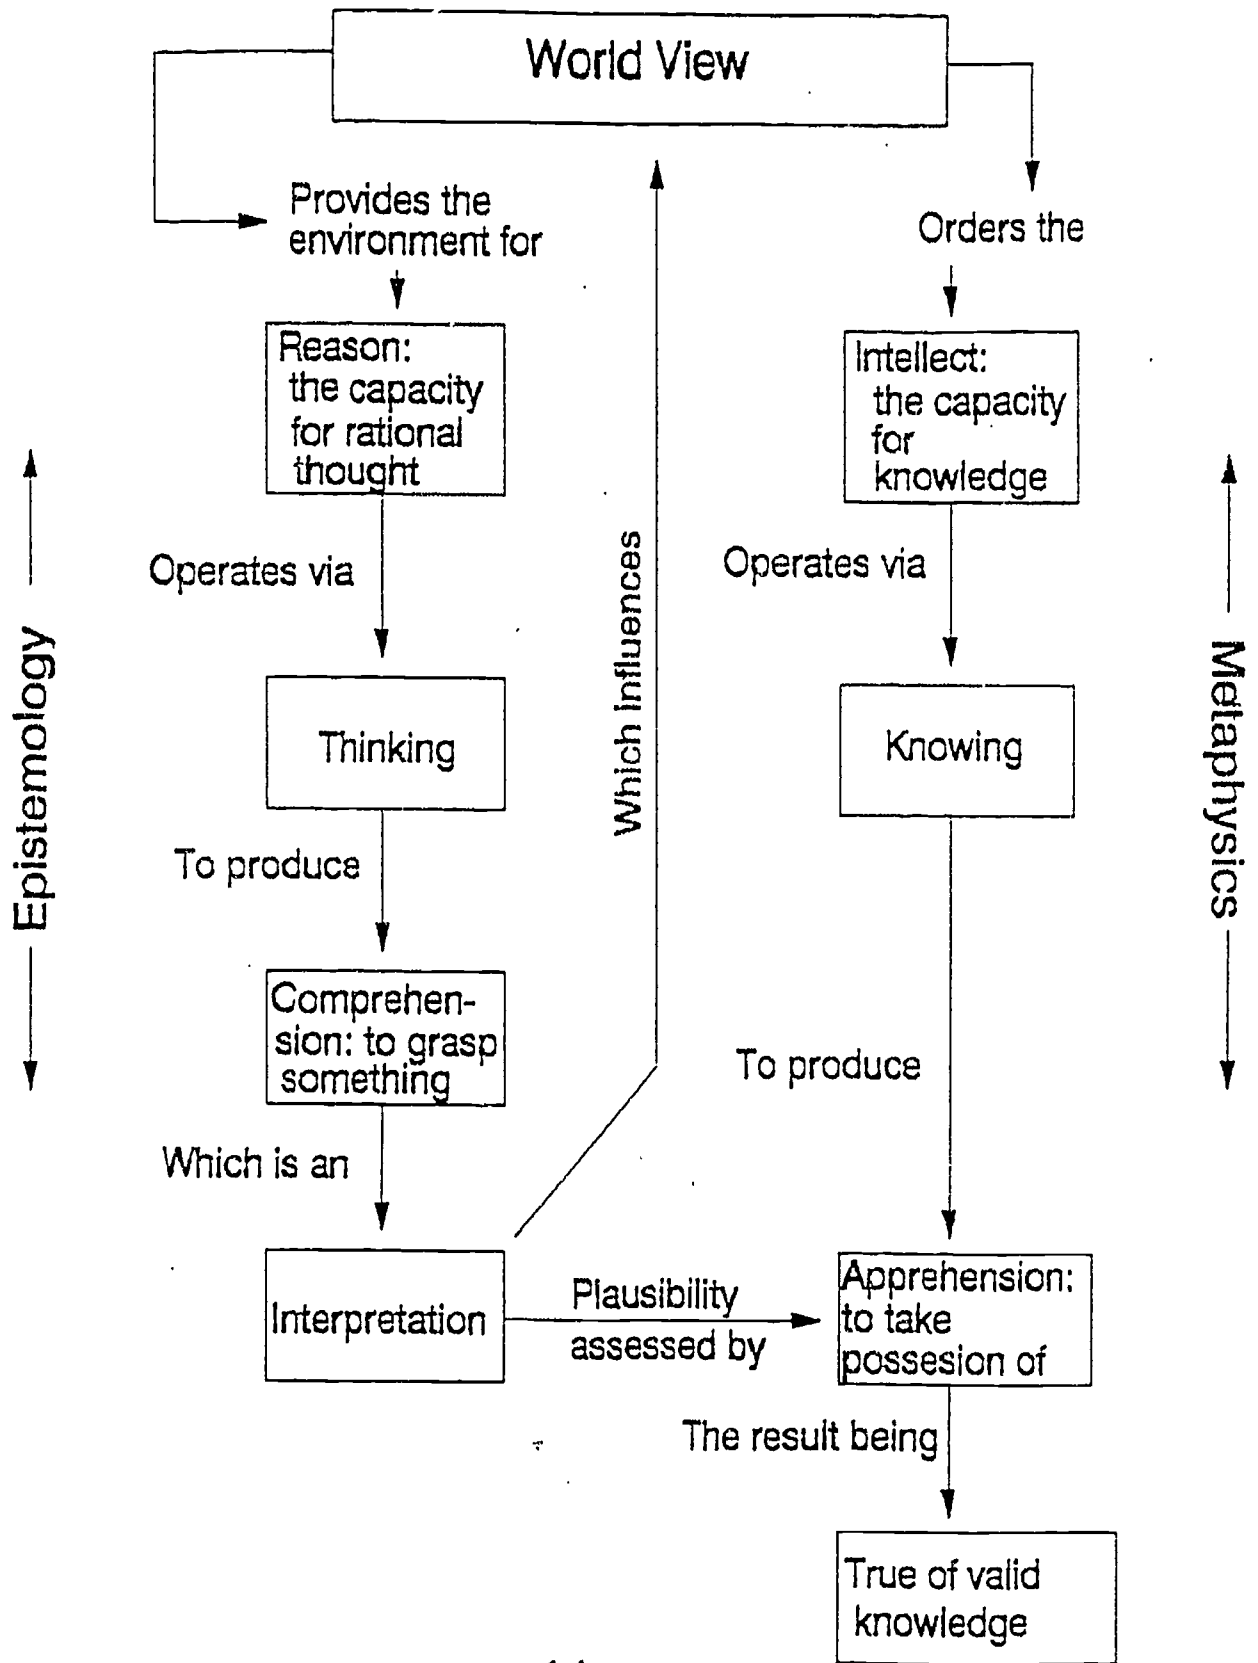 World View
Provides the
environment for
Orders the
Reason:
the capacity
for rational
thought
Intellect:
the capacity
for
knowledge
Operates via
Operates via
Epistemology
Which Influences
Metaphysics
Thinking
Knowing
To produce
Comprehen-
sion: to grasp
something
To produce
Which is an
Interpretation
Plausibility
assessed by
Apprehension:
to take
possesion of
The result being
True of valid
knowledge